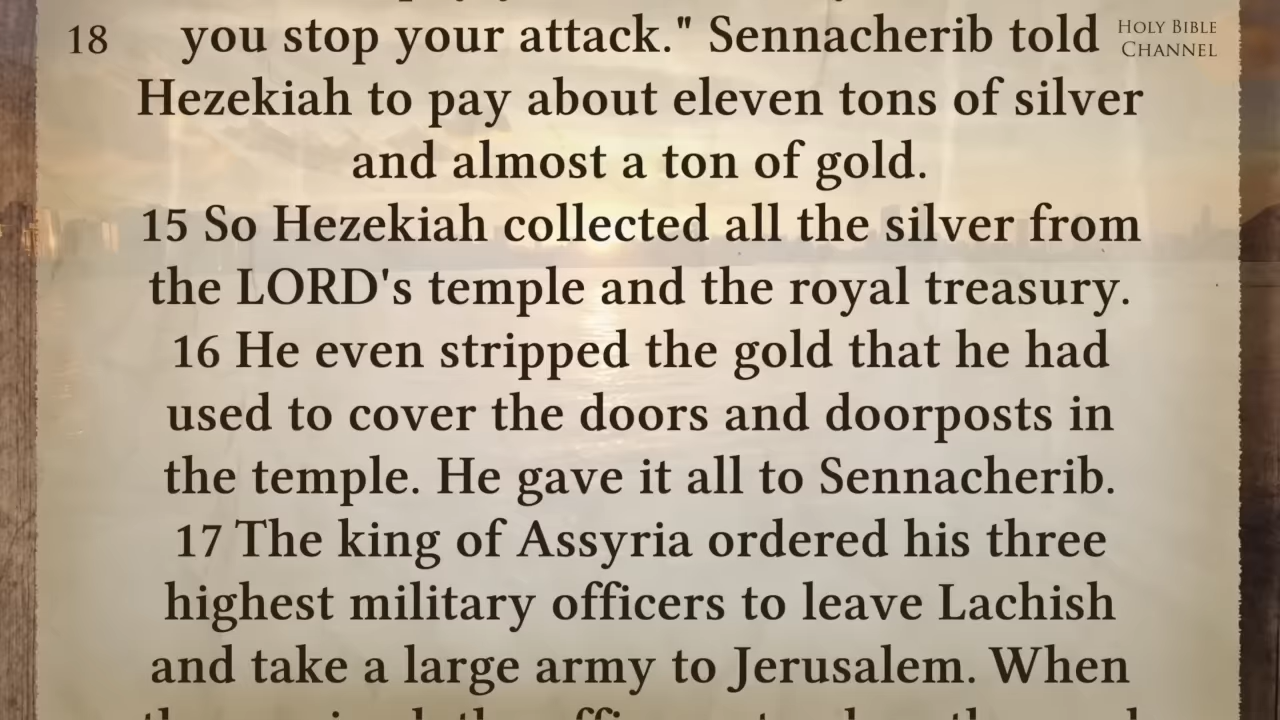 18
you stop your attack." Sennacherib told
HOLY BIBLE
CHANNEL
Hezekiah to pay about eleven tons of silver
and almost a ton of gold.
15 So Hezekiah collected all the silver from
the LORD's temple and the royal treasury.
16 He even stripped the gold that he had
used to cover the doors and doorposts in
the temple. He gave it all to Sennacherib.
17 The king of Assyria ordered his three
highest military officers to leave Lachish
and take a large army to Jerusalem. When